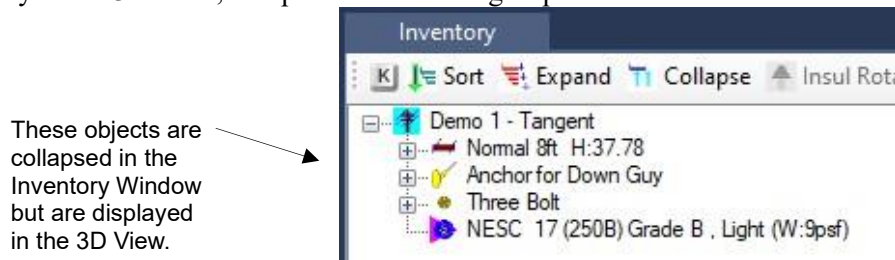 Inventory
K Sort Expand Collapse Insul Rota
Demo 1 - Tangent
Normal 8ft H:37.78
Anchor for Down Guy
Three Bolt
NESC 17 (250B) Grade B , Light (W:9psf)
These objects are
collapsed in the
Inventory Window
but are displayed
in the 3D View.